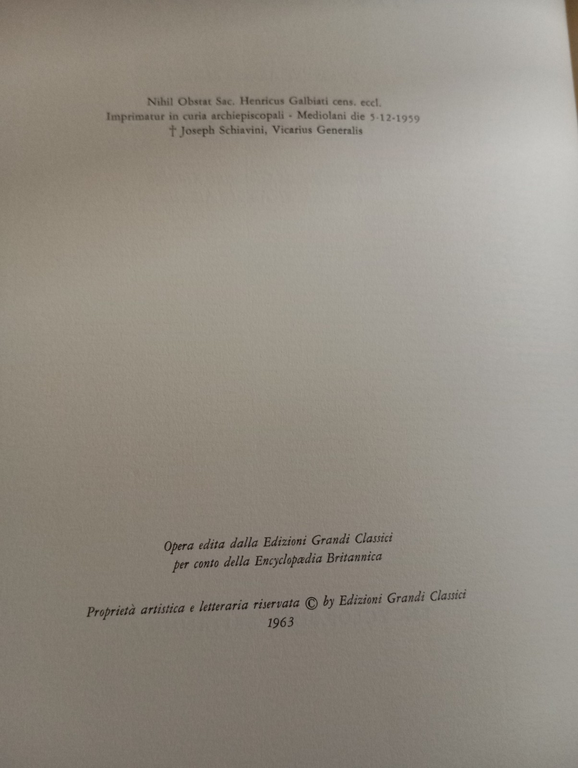 Nihil Obstat Sac. Henricus Galbiati cens. eccl.
Imprimatur in curia archiepiscopali - Mediolani die 5-12-1959
† Joseph Schiavini, Vicarius Generalis
Opera edita dalla Edizioni Grandi Classici
per conto della Encyclopædia Britannica
Proprietà artistica e letteraria riservata © by Edizioni Grandi Classici
1963